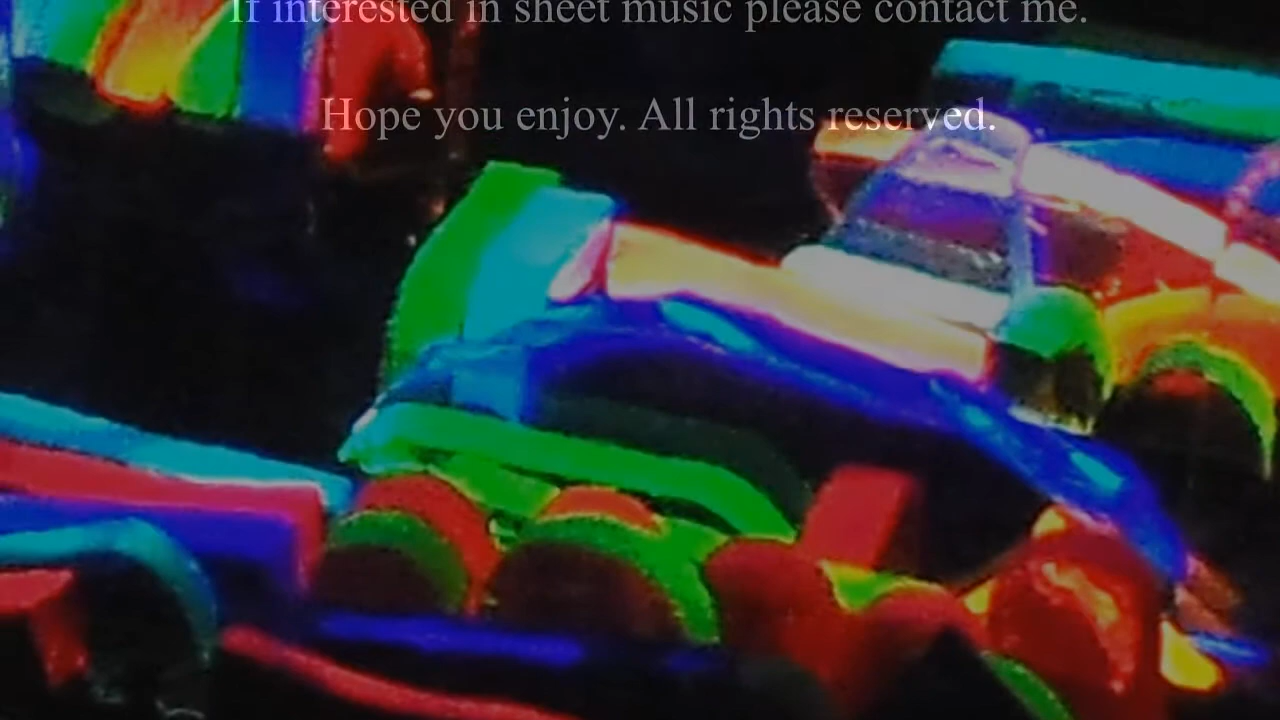 If interested in sheet music please contact me.
Hope you enjoy. All rights reserved.